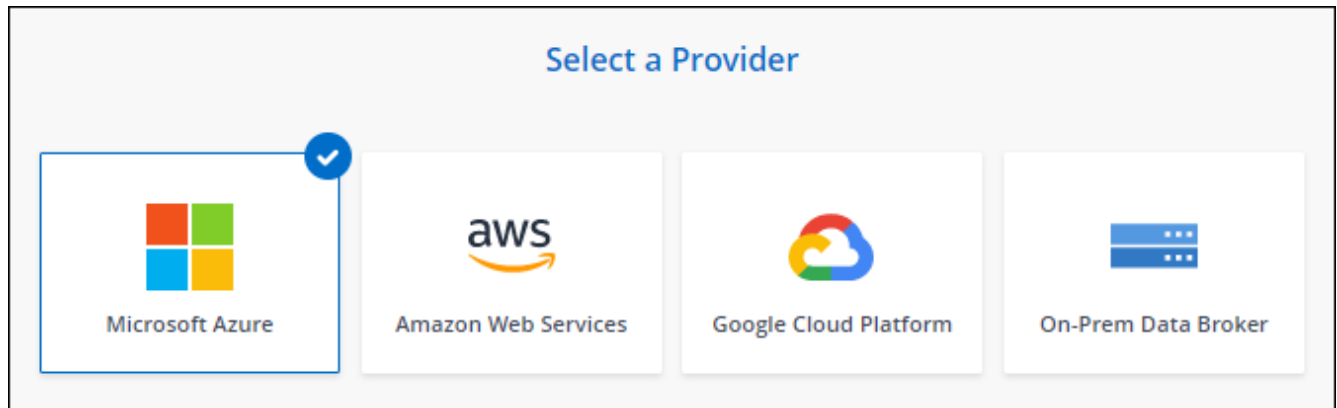 Select a Provider
aws
Microsoft Azure
Amazon Web Services
Google Cloud Platform
On-Prem Data Broker